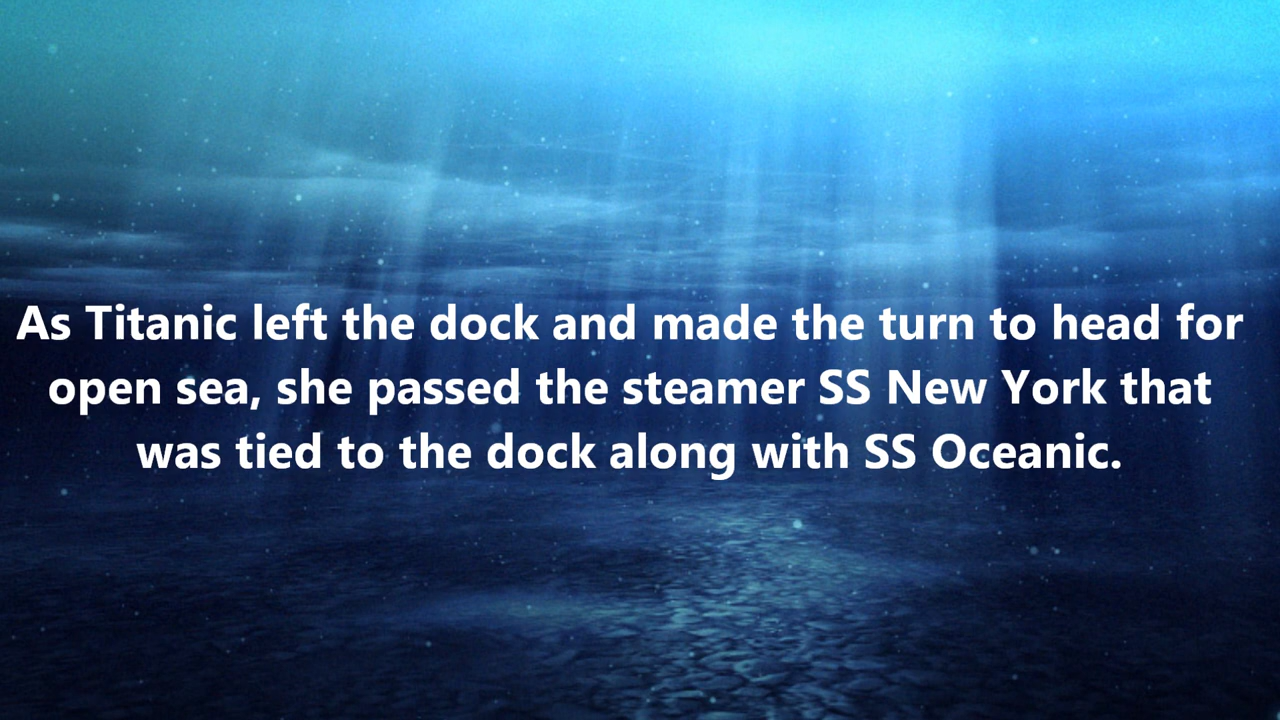 As Titanic left the dock and made the turn to head for
open sea, she passed the steamer SS New York that
was tied to the dock along with SS Oceanic.